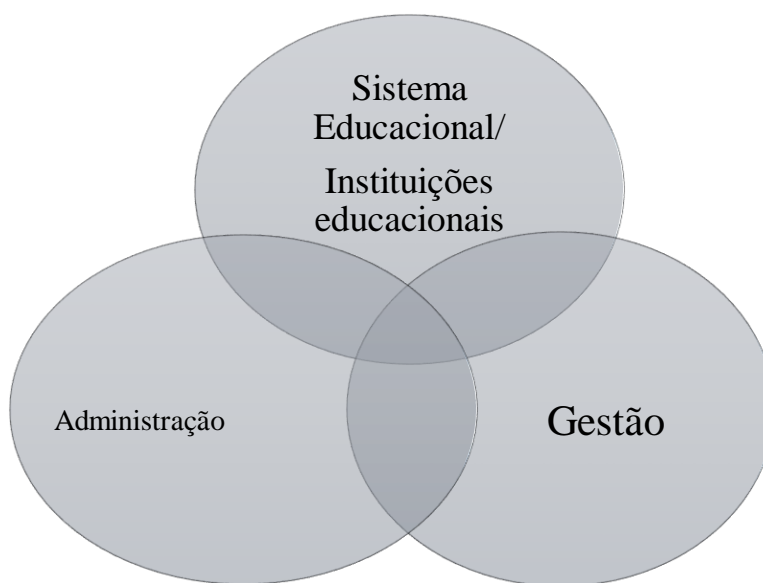 Sistema
Educacional/
Instituições
educacionais
Administração
Gestão